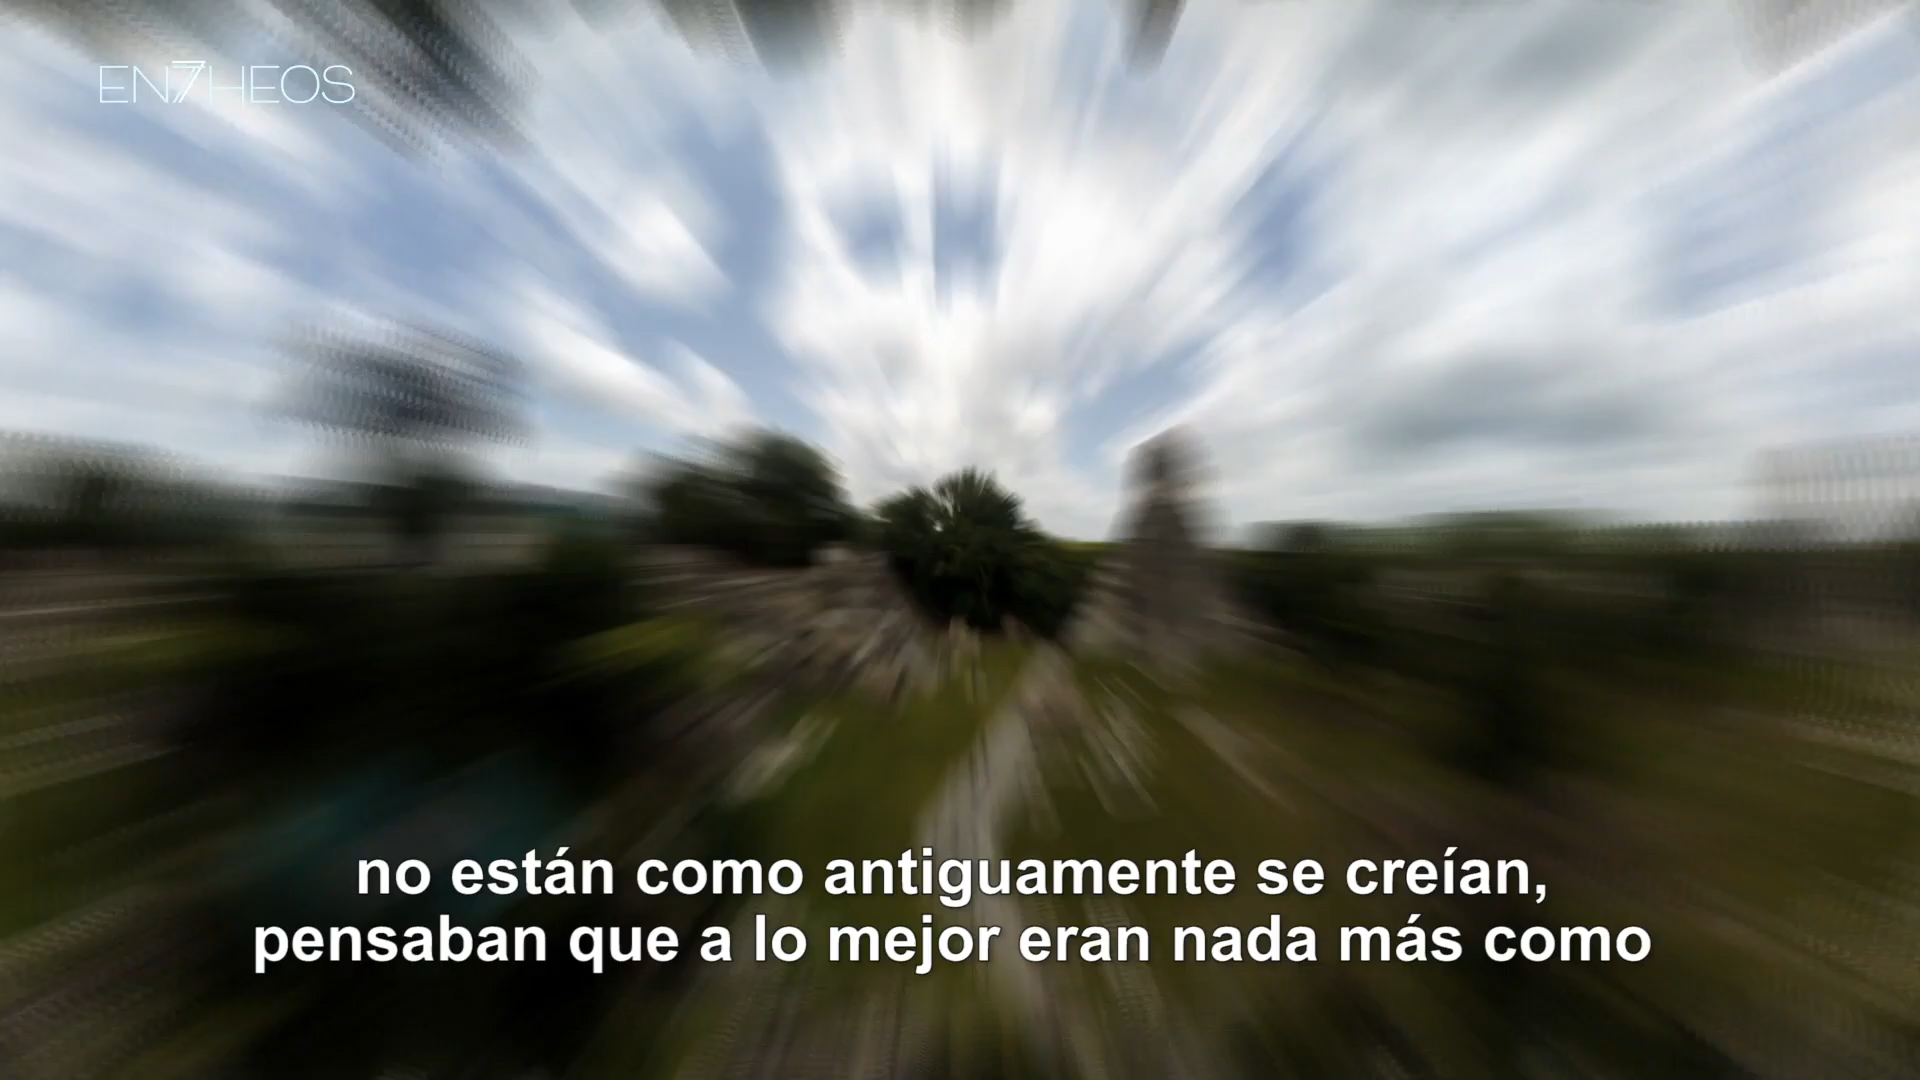 EN7HEOS
no están como antiguamente se creían,
pensaban que a lo mejor eran nada más como